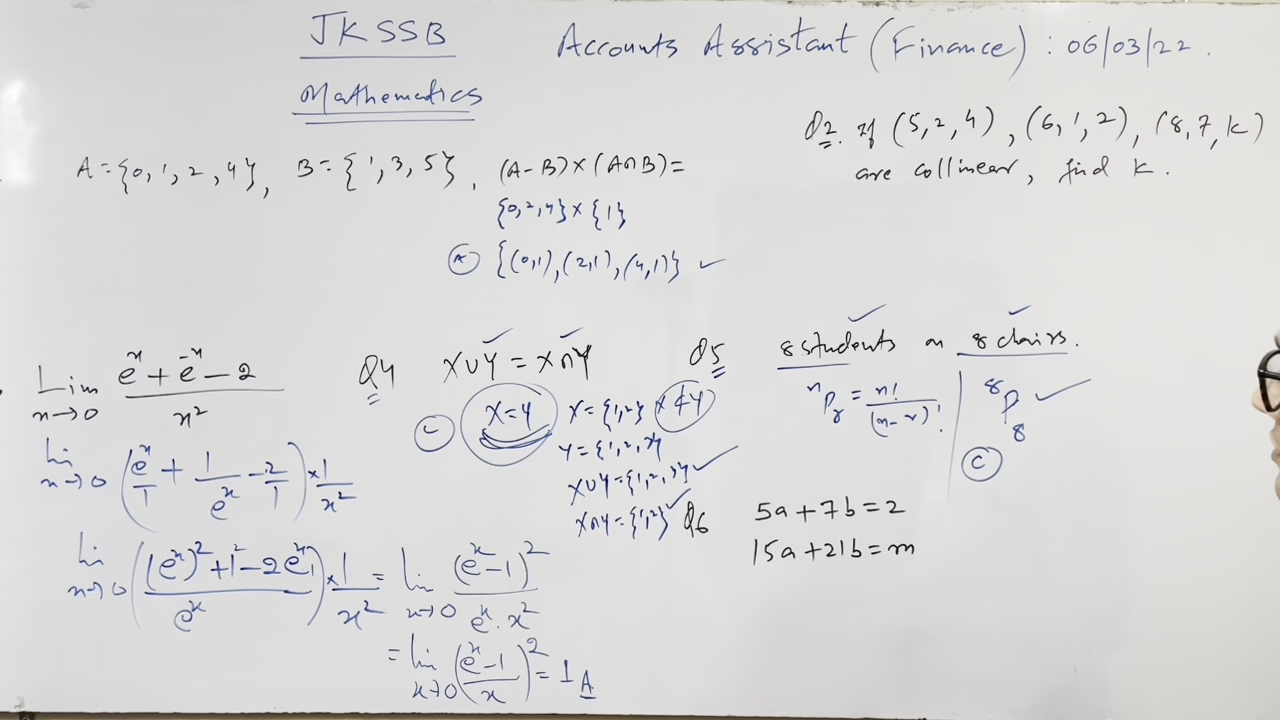 JKSSB
Accounts Assistant (Finance) : 06/03/22.
Mathematics
A={0,1,2,4}, B={1,3,5}, (A-B)×(A∩B)=
{0,2,4}×{1}
(A) {(0,1),(2,1),(4,1)} ✓
Q2. If (5,2,4), (6,1,2), (8,7,k)
are collinear, find k.
Lim x→0 (e^x + e^-x - 2)/x²
lim x→0 (e^x/1 + 1/e^x - 2/1) × 1/x²
lim x→0 (((e^x)² + 1² - 2e^x·1)/e^x) × 1/x² = lim x→0 (e^x - 1)²/(e^x · x²)
= lim x→0 ((e^x - 1)/x)² = 1 A
Q4 X∪Y = X∩Y
(C) X=Y X={1,2} X≠Y
Y={1,2,3}
X∪Y={1,2,3} ✓
X∩Y={1,2} ✓
Q5 8 students on 8 chairs.
nPr = n!/(n-r)! | 8P8 ✓
(C)
Q6 5a+7b=2
15a+21b=m